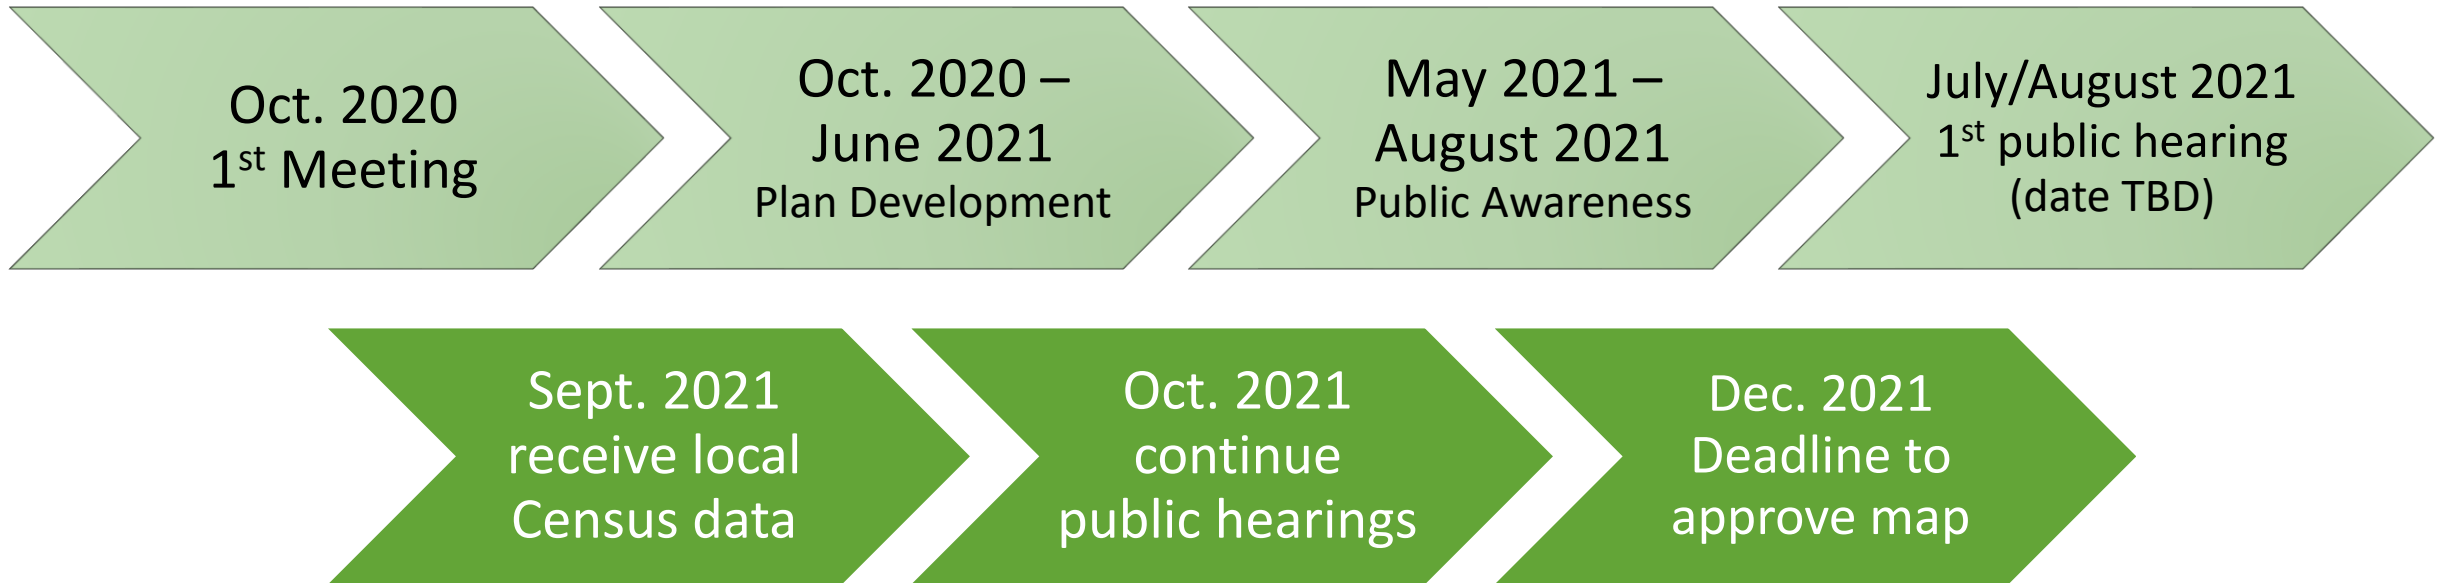 Oct. 2020
1st Meeting
Oct. 2020 –
June 2021
Plan Development
May 2021 –
August 2021
Public Awareness
July/August 2021
1st public hearing
(date TBD)
Sept. 2021
receive local
Census data
Oct. 2021
continue
public hearings
Dec. 2021
Deadline to
approve map